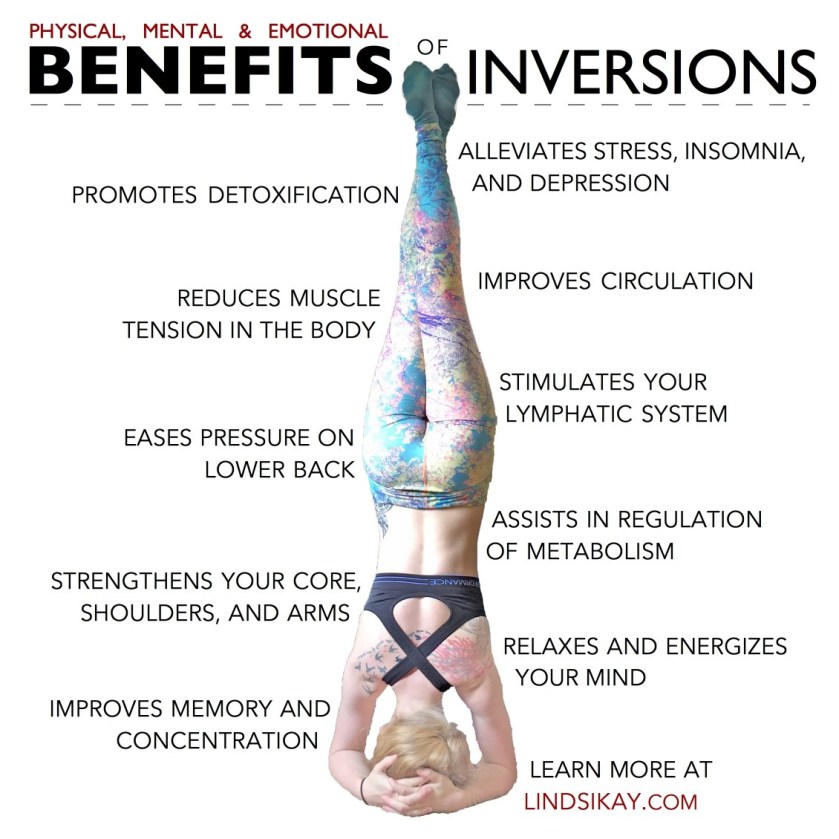 PHYSICAL, MENTAL & EMOTIONAL
BENEFITS OF INVERSIONS
ALLEVIATES STRESS, INSOMNIA,
AND DEPRESSION
PROMOTES DETOXIFICATION
IMPROVES CIRCULATION
REDUCES MUSCLE
TENSION IN THE BODY
STIMULATES YOUR
LYMPHATIC SYSTEM
EASES PRESSURE ON
LOWER BACK
ASSISTS IN REGULATION
OF METABOLISM
STRENGTHENS YOUR CORE,
SHOULDERS, AND ARMS
RELAXES AND ENERGIZES
YOUR MIND
IMPROVES MEMORY AND
CONCENTRATION
LEARN MORE AT
LINDSIKAY.COM